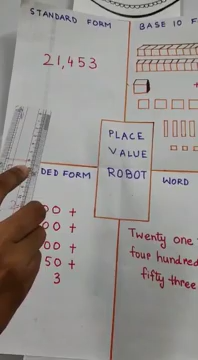 STANDARD FORM
21,453
BASE 10 F
PLACE
VALUE
ROBOT
DED FORM
00 +
00 +
00 +
50 +
3
WORD
Twenty one
four hundred
fifty three